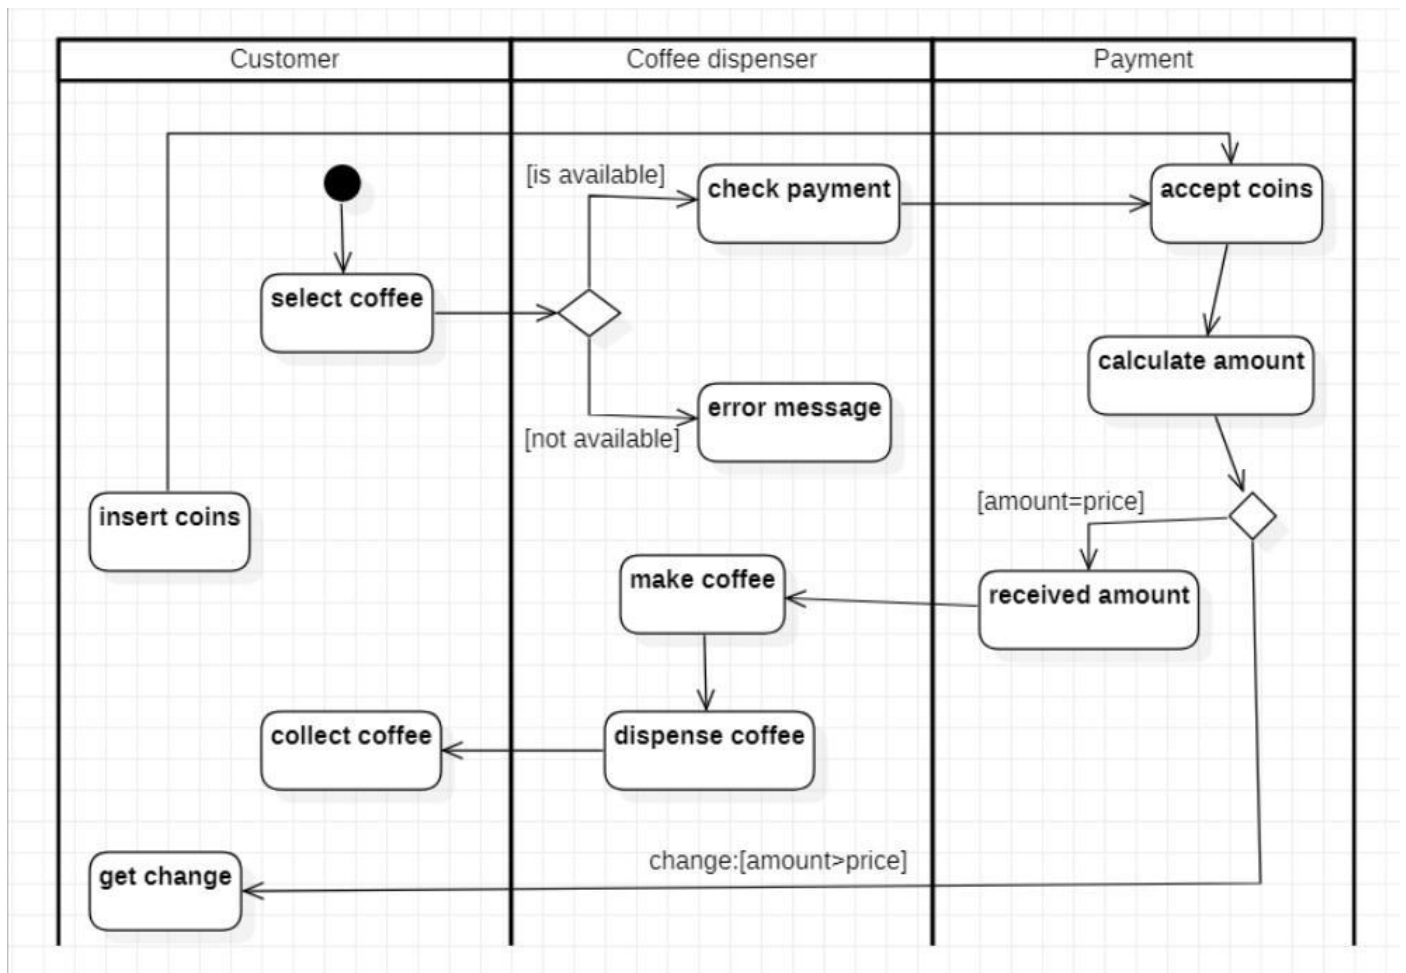 Customer
Coffee dispenser
Payment
[is available]
check payment
accept coins
select coffee
calculate amount
error message
[not available]
insert coins
[amount=price]
make coffee
received amount
collect coffee
dispense coffee
change:[amount>price]
get change